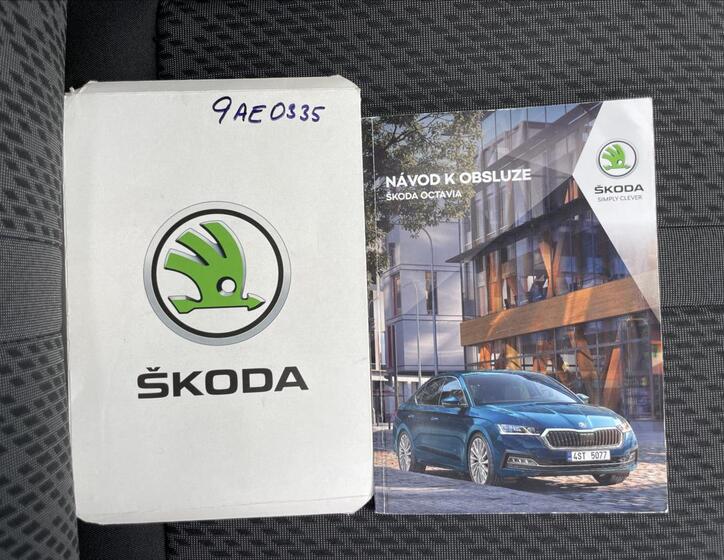 9AE0335
ŠKODA
NÁVOD K OBSLUZE
ŠKODA OCTAVIA
ŠKODA
SIMPLY CLEVER
4ST 5077